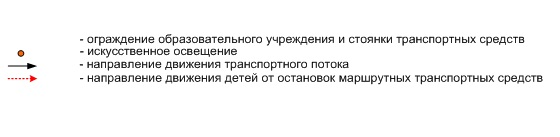 - ограждение образовательного учреждения и стоянки транспортных средств
- искусственное освещение
- направление движения транспортного потока
- направление движения детей от остановок маршрутных транспортных средств